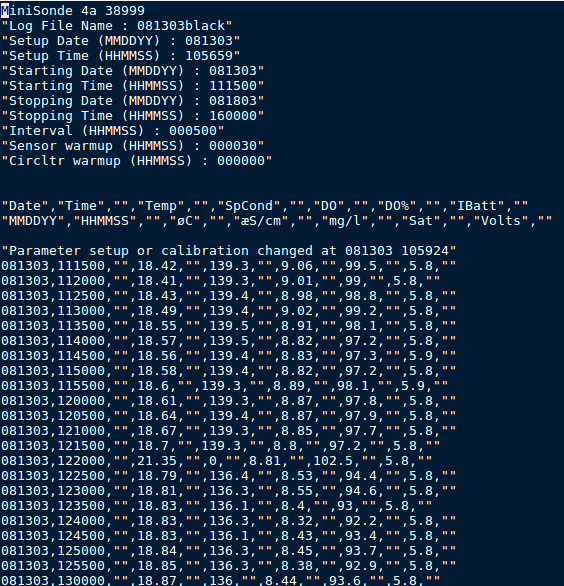 MiniSonde 4a 38999
"Log File Name : 081303black"
"Setup Date (MMDDYY) : 081303"
"Setup Time (HHMMSS) : 105659"
"Starting Date (MMDDYY) : 081303"
"Starting Time (HHMMSS) : 111500"
"Stopping Date (MMDDYY) : 081803"
"Stopping Time (HHMMSS) : 160000"
"Interval (HHMMSS) : 000500"
"Sensor warmup (HHMMSS) : 000030"
"Circltr warmup (HHMMSS) : 000000"
"Date","Time","","Temp","","SpCond","","DO","","DO%","","IBatt",""
"MMDDYY","HHMMSS","","øC","","æS/cm","","mg/l","","Sat","","Volts",""
"Parameter setup or calibration changed at 081303 105924"
081303,111500,"",18.42,"",139.3,"",9.06,"",99.5,"",5.8,""
081303,112000,"",18.41,"",139.3,"",9.01,"",99,"",5.8,""
081303,112500,"",18.43,"",139.4,"",8.98,"",98.8,"",5.8,""
081303,113000,"",18.49,"",139.4,"",9.02,"",99.2,"",5.8,""
081303,113500,"",18.55,"",139.5,"",8.91,"",98.1,"",5.8,""
081303,114000,"",18.57,"",139.5,"",8.82,"",97.2,"",5.8,""
081303,114500,"",18.56,"",139.4,"",8.83,"",97.3,"",5.9,""
081303,115000,"",18.58,"",139.4,"",8.82,"",97.2,"",5.8,""
081303,115500,"",18.6,"",139.3,"",8.89,"",98.1,"",5.9,""
081303,120000,"",18.61,"",139.3,"",8.87,"",97.8,"",5.8,""
081303,120500,"",18.64,"",139.4,"",8.87,"",97.9,"",5.8,""
081303,121000,"",18.67,"",139.3,"",8.85,"",97.7,"",5.8,""
081303,121500,"",18.7,"",139.3,"",8.8,"",97.2,"",5.8,""
081303,122000,"",21.35,"",0,"",8.81,"",102.5,"",5.8,""
081303,122500,"",18.79,"",136.4,"",8.53,"",94.4,"",5.8,""
081303,123000,"",18.81,"",136.3,"",8.55,"",94.6,"",5.8,""
081303,123500,"",18.83,"",136.1,"",8.4,"",93,"",5.8,""
081303,124000,"",18.83,"",136.3,"",8.32,"",92.2,"",5.8,""
081303,124500,"",18.83,"",136.1,"",8.43,"",93.4,"",5.8,""
081303,125000,"",18.84,"",136.3,"",8.45,"",93.7,"",5.8,""
081303,125500,"",18.85,"",136.3,"",8.38,"",92.9,"",5.8,""
081303,130000,"",18.87,"",136,"",8.44,"",93.6,"",5.8,""